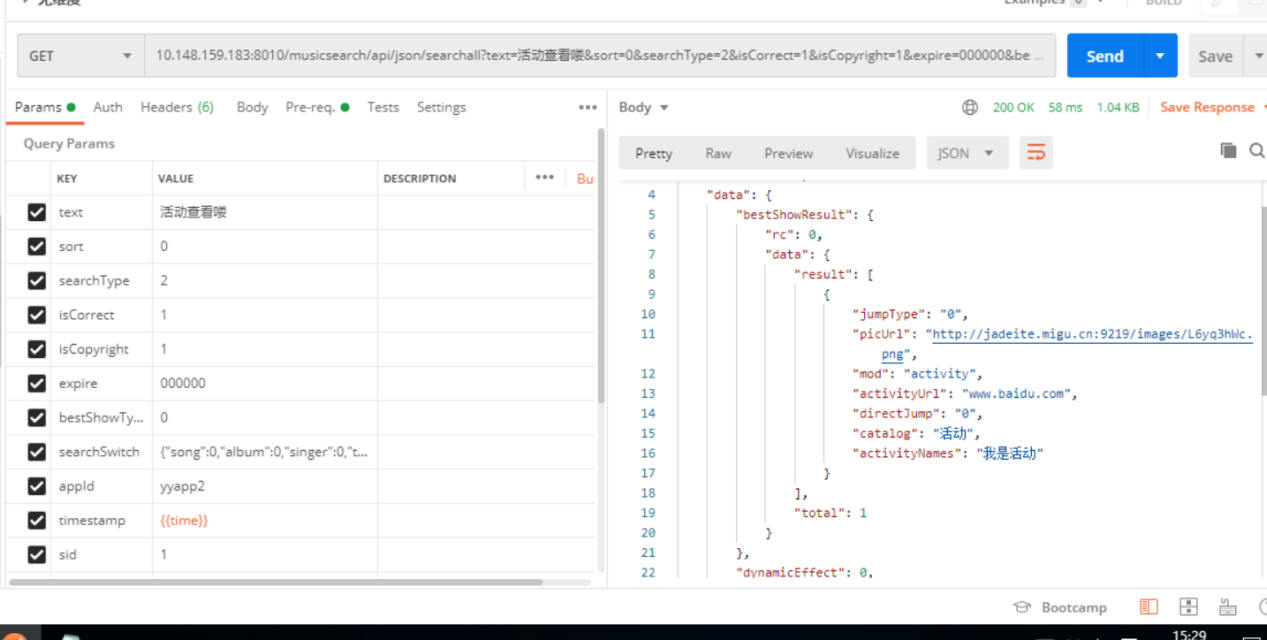 无维度
Examples 0
BUILD
GET
10.148.159.183:8010/musicsearch/api/json/searchall?text=活动查看喽&sort=0&searchType=2&isCorrect=1&isCopyright=1&expire=000000&be ...
Send
Save
Params
Auth
Headers (6)
Body
Pre-req.
Tests
Settings
•••
Body
200 OK
58 ms
1.04 KB
Save Response
Query Params
Pretty
Raw
Preview
Visualize
JSON
KEY
VALUE
DESCRIPTION
•••
Bu
text
活动查看喽
sort
0
searchType
2
isCorrect
1
isCopyright
1
expire
000000
bestShowTy...
0
searchSwitch
{"song":0,"album":0,"singer":0,"t...
appId
yyapp2
timestamp
{{time}}
sid
1
4 "data": {
5 "bestShowResult": {
6 "rc": 0,
7 "data": {
8 "result": [
9 {
10 "jumpType": "0",
11 "picUrl": "http://jadeite.migu.cn:9219/images/L6yq3hWc.
png",
12 "mod": "activity",
13 "activityUrl": "www.baidu.com",
14 "directJump": "0",
15 "catalog": "活动",
16 "activityNames": "我是活动"
17 }
18 ],
19 "total": 1
20 }
21 },
22 "dynamicEffect": 0,
Bootcamp
15:29